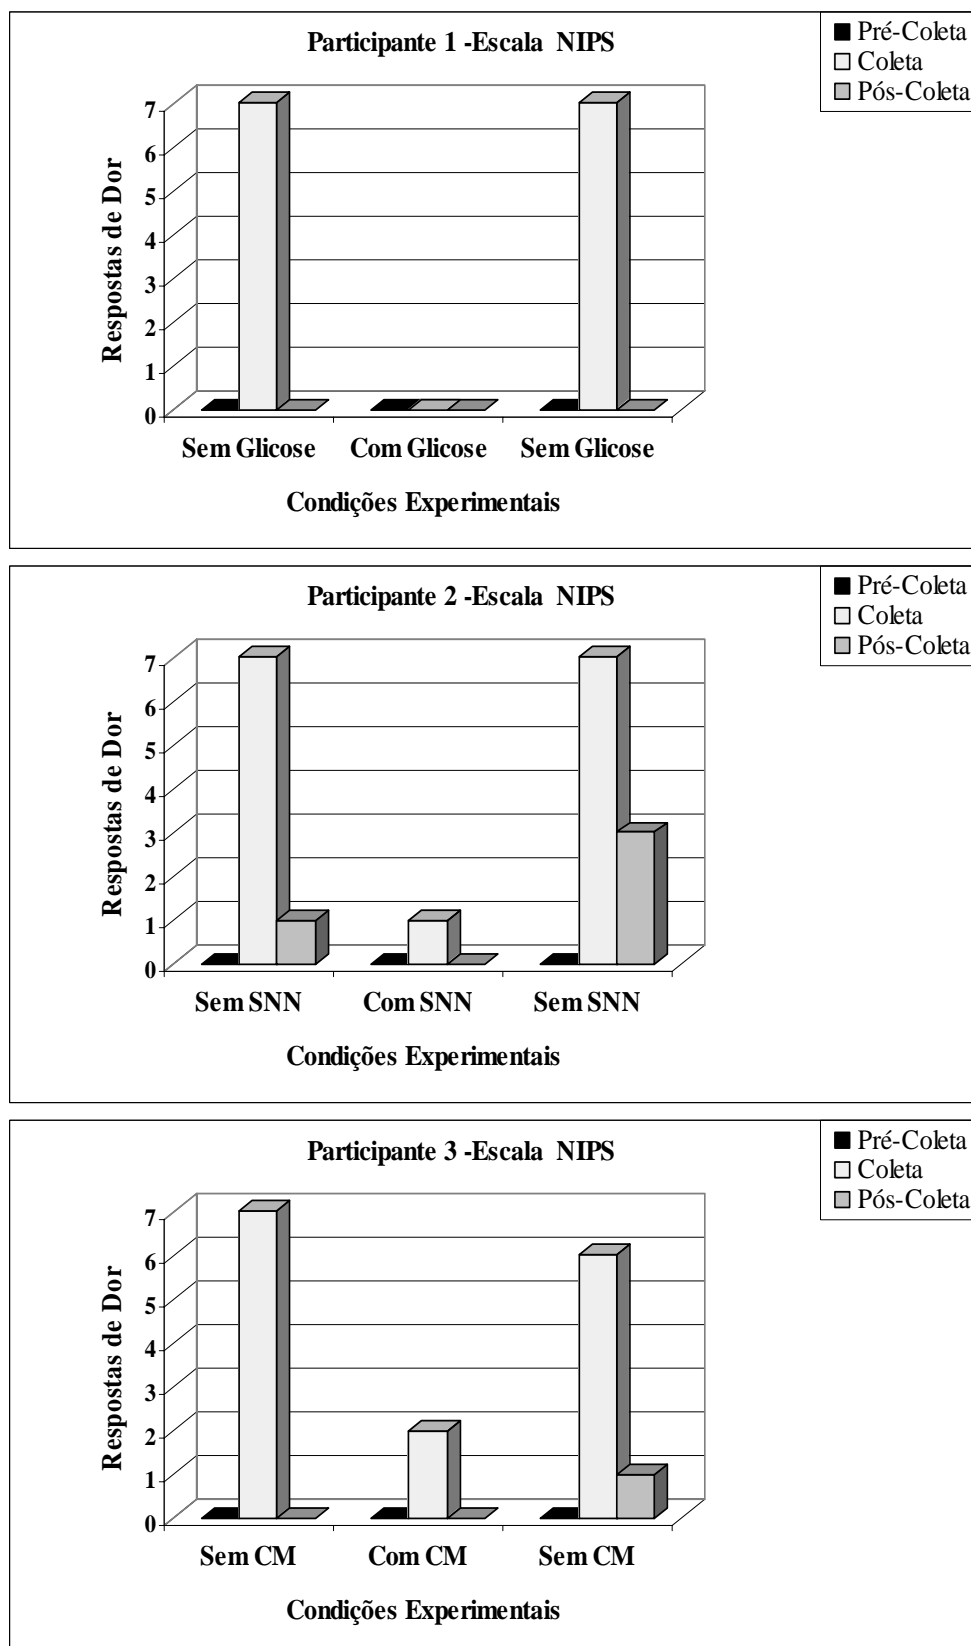 Participante 1 -Escala NIPS
Pré-Coleta
Coleta
Pós-Coleta
Respostas de Dor
7
6
5
4
3
2
1
0
Sem Glicose Com Glicose Sem Glicose
Condições Experimentais
Participante 2 -Escala NIPS
Pré-Coleta
Coleta
Pós-Coleta
Respostas de Dor
7
6
5
4
3
2
1
0
Sem SNN Com SNN Sem SNN
Condições Experimentais
Participante 3 -Escala NIPS
Pré-Coleta
Coleta
Pós-Coleta
Respostas de Dor
7
6
5
4
3
2
1
0
Sem CM Com CM Sem CM
Condições Experimentais